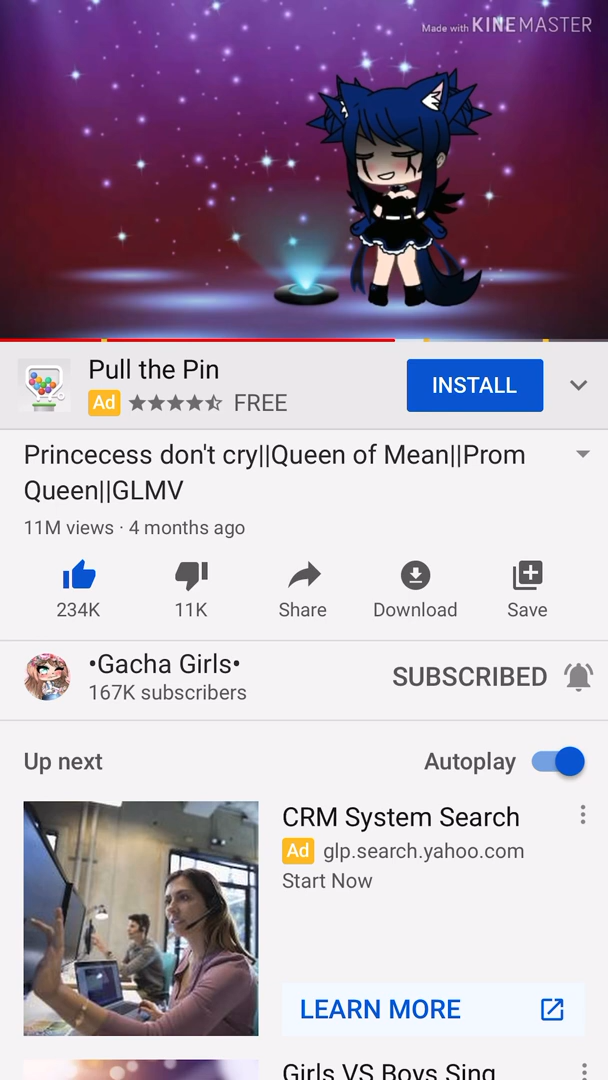 Made with KINEMASTER
Pull the Pin
Ad FREE
INSTALL
Princecess don't cry||Queen of Mean||Prom
Queen||GLMV
11M views · 4 months ago
234K
11K
Share
Download
Save
•Gacha Girls•
167K subscribers
SUBSCRIBED
Up next
Autoplay
CRM System Search
Ad glp.search.yahoo.com
Start Now
LEARN MORE
Girls VS Boys Sing